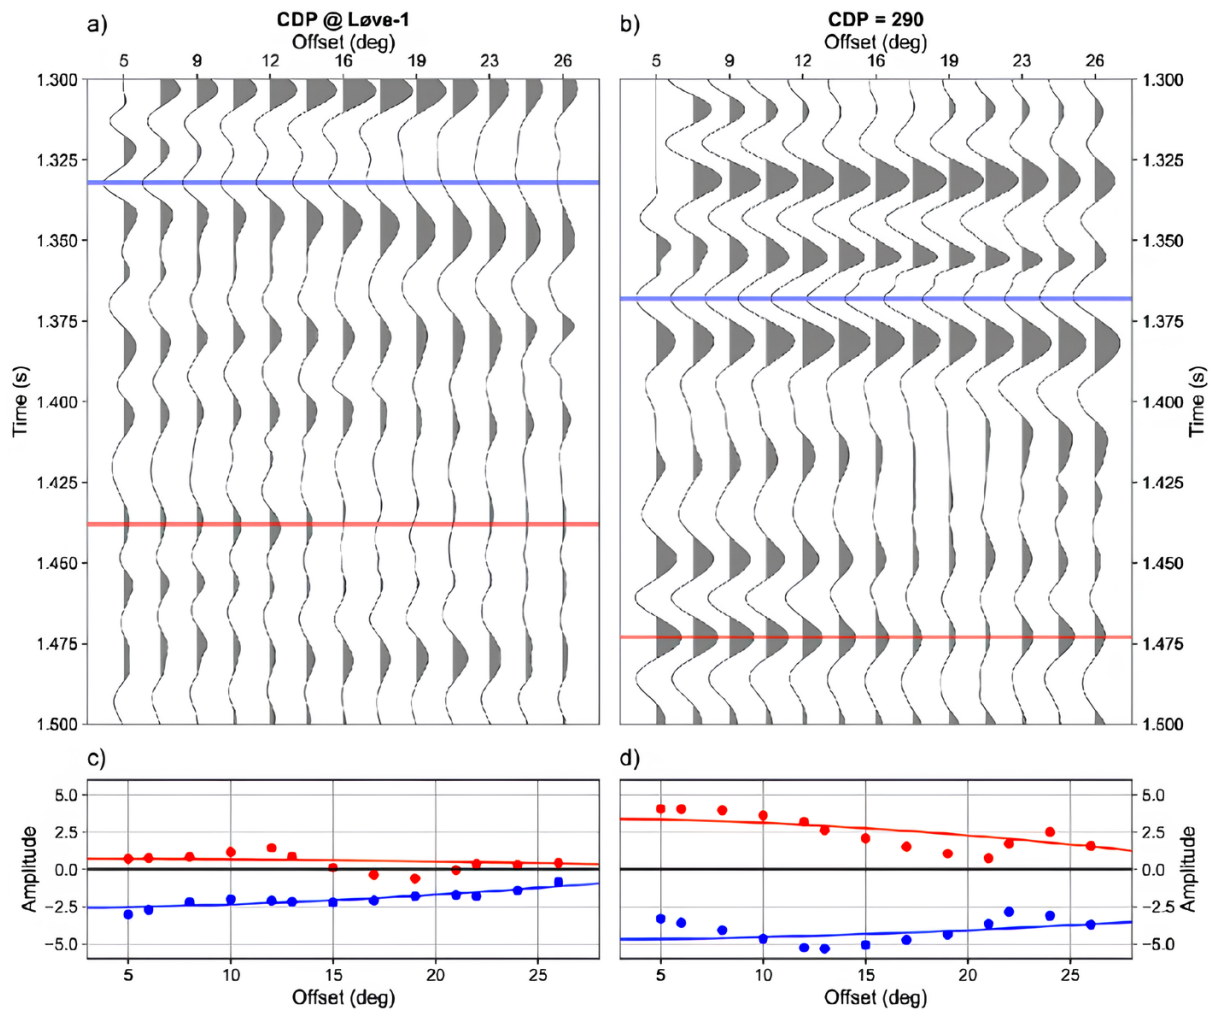 a) CDP @ Løve-1
Offset (deg)
5 9 12 16 19 23 26
1.300
1.325
1.350
1.375
1.400
1.425
1.450
1.475
1.500
Time (s)
b) CDP = 290
Offset (deg)
5 9 12 16 19 23 26
1.300
1.325
1.350
1.375
1.400
1.425
1.450
1.475
1.500
Time (s)
c)
5.0
2.5
0.0
−2.5
−5.0
Amplitude
5 10 15 20 25
Offset (deg)
d)
5.0
2.5
0.0
−2.5
−5.0
Amplitude
5 10 15 20 25
Offset (deg)